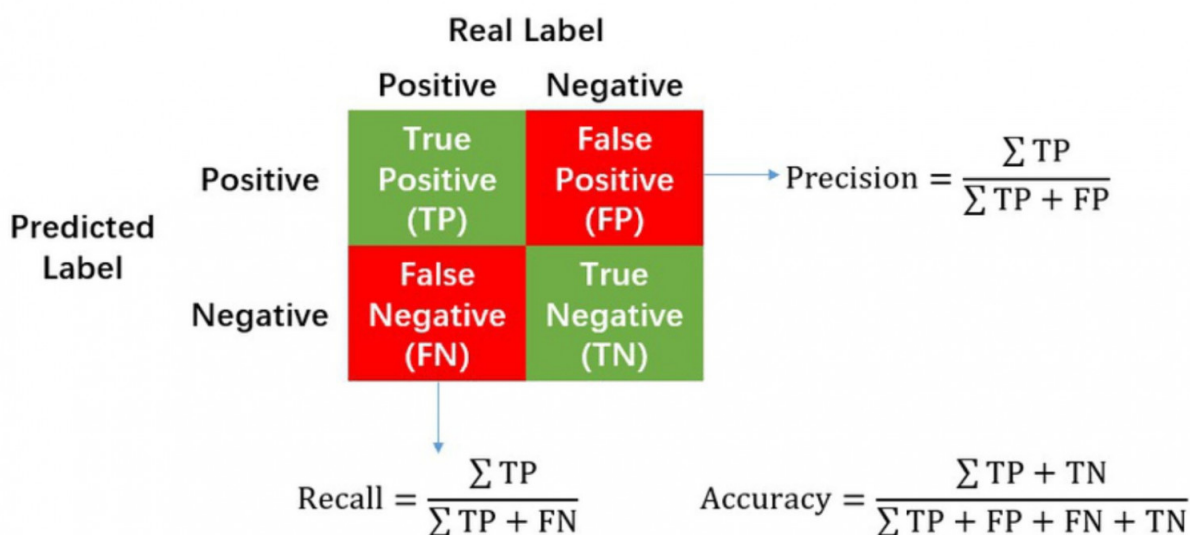 Real Label
Positive Negative
True Positive (TP)
False Positive (FP)
Positive
Precision = ∑ TP / ∑ TP + FP
Predicted Label
Negative
False Negative (FN)
True Negative (TN)
Recall = ∑ TP / ∑ TP + FN
Accuracy = ∑ TP + TN / ∑ TP + FP + FN + TN